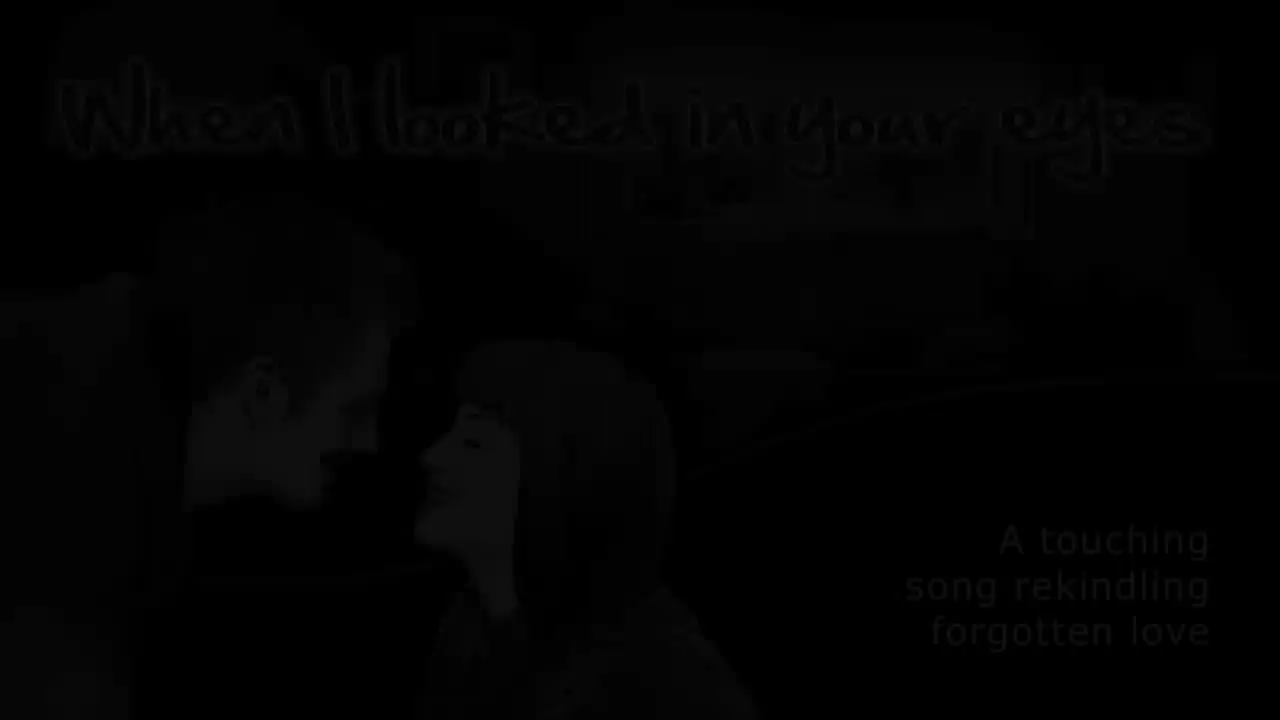 When I looked in your eyes
A touching
song rekindling
forgotten love